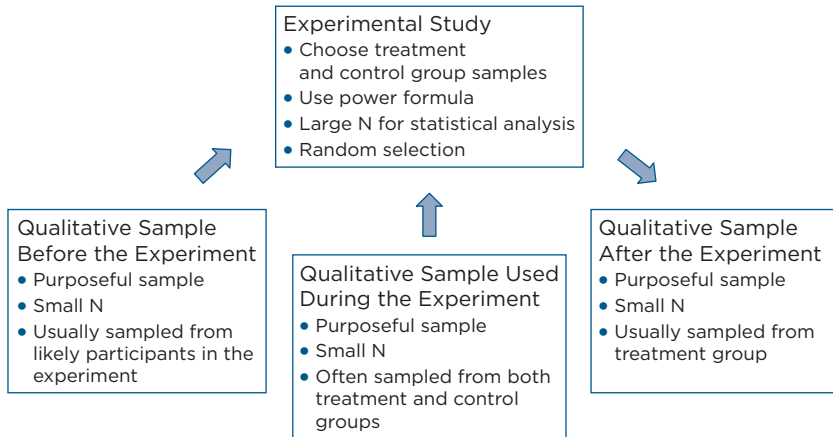 Experimental Study
• Choose treatment
and control group samples
• Use power formula
• Large N for statistical analysis
• Random selection
Qualitative Sample
Before the Experiment
• Purposeful sample
• Small N
• Usually sampled from
likely participants in the
experiment
Qualitative Sample Used
During the Experiment
• Purposeful sample
• Small N
• Often sampled from both
treatment and control
groups
Qualitative Sample
After the Experiment
• Purposeful sample
• Small N
• Usually sampled from
treatment group